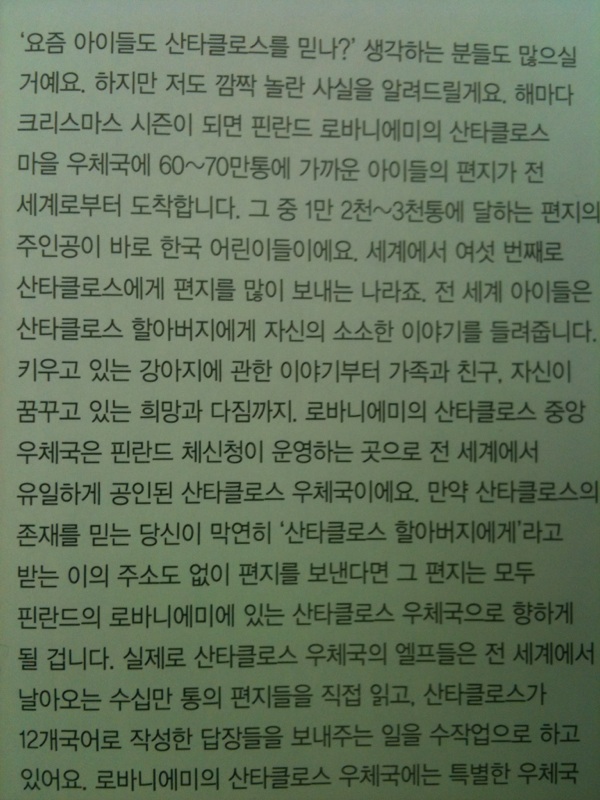 ‘요즘 아이들도 산타클로스를 믿나?’ 생각하는 분들도 많으실
거예요. 하지만 저도 깜짝 놀란 사실을 알려드릴게요. 해마다
크리스마스 시즌이 되면 핀란드 로바니에미의 산타클로스
마을 우체국에 60~70만통에 가까운 아이들의 편지가 전
세계로부터 도착합니다. 그 중 1만 2천~3천통에 달하는 편지의
주인공이 바로 한국 어린이들이에요. 세계에서 여섯 번째로
산타클로스에게 편지를 많이 보내는 나라죠. 전 세계 아이들은
산타클로스 할아버지에게 자신의 소소한 이야기를 들려줍니다.
키우고 있는 강아지에 관한 이야기부터 가족과 친구, 자신이
꿈꾸고 있는 희망과 다짐까지. 로바니에미의 산타클로스 중앙
우체국은 핀란드 체신청이 운영하는 곳으로 전 세계에서
유일하게 공인된 산타클로스 우체국이에요. 만약 산타클로스의
존재를 믿는 당신이 막연히 ‘산타클로스 할아버지에게’라고
받는 이의 주소도 없이 편지를 보낸다면 그 편지는 모두
핀란드의 로바니에미에 있는 산타클로스 우체국으로 향하게
될 겁니다. 실제로 산타클로스 우체국의 엘프들은 전 세계에서
날아오는 수십만 통의 편지들을 직접 읽고, 산타클로스가
12개국어로 작성한 답장들을 보내주는 일을 수작업으로 하고
있어요. 로바니에미의 산타클로스 우체국에는 특별한 우체국